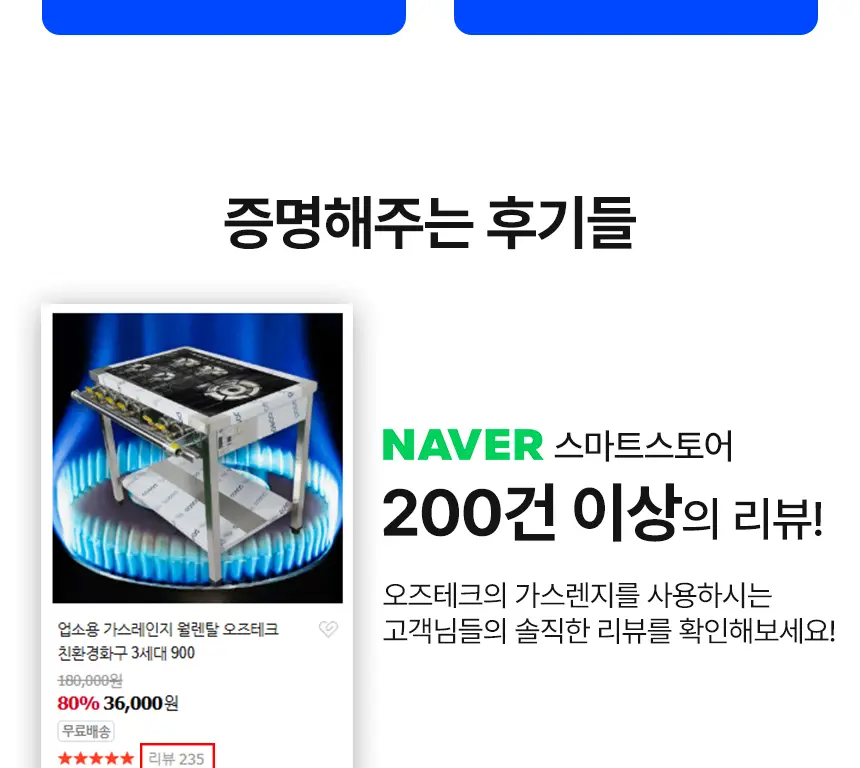 증명해주는 후기들
NAVER 스마트스토어
200건 이상의 리뷰!
오즈테크의 가스렌지를 사용하시는
고객님들의 솔직한 리뷰를 확인해보세요!
업소용 가스레인지 월렌탈 오즈테크
친환경화구 3세대 900
180,000원
80% 36,000원
무료배송
★★★★★ 리뷰 235